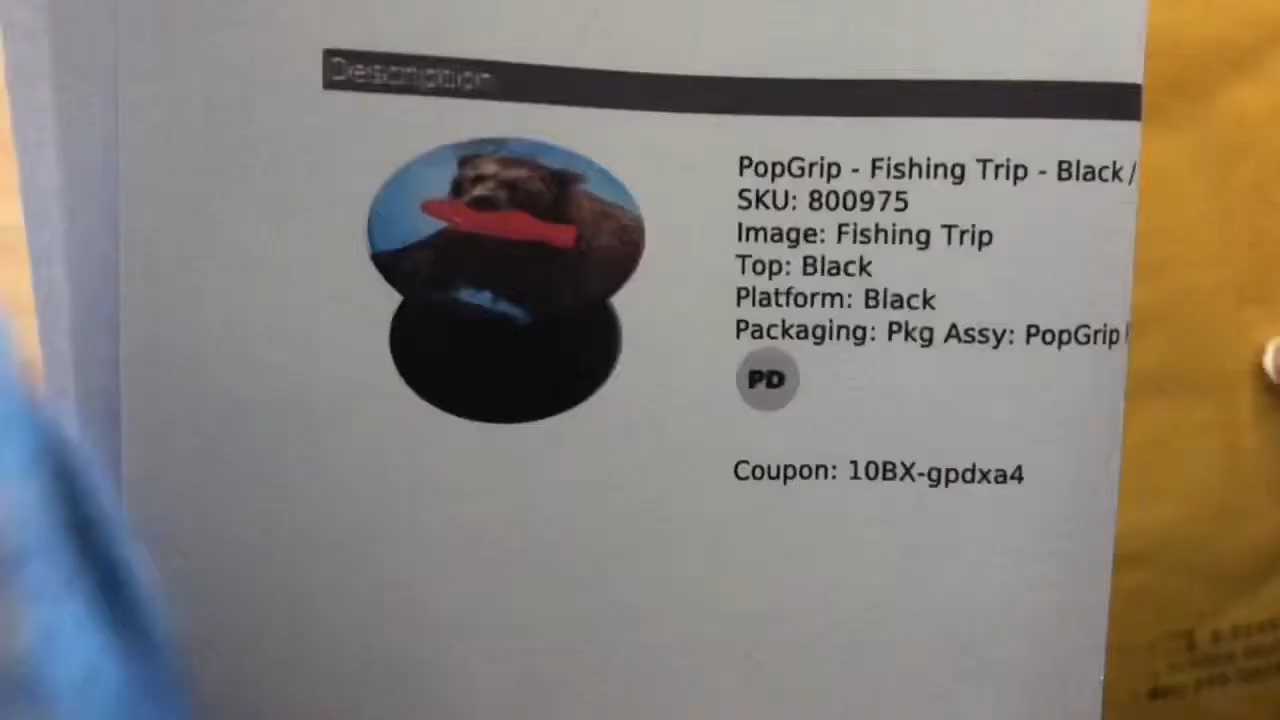 Description
PopGrip - Fishing Trip - Black /
SKU: 800975
Image: Fishing Trip
Top: Black
Platform: Black
Packaging: Pkg Assy: PopGrip
PD
Coupon: 10BX-gpdxa4